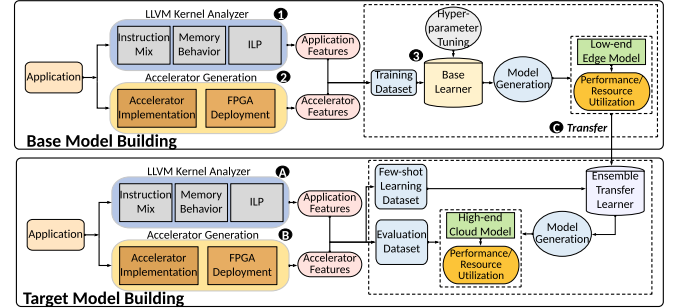 LLVM Kernel Analyzer
1
Instruction
Mix
Memory
Behavior
ILP
Application
Features
Application
Accelerator Generation
2
Accelerator
Implementation
FPGA
Deployment
Accelerator
Features
Hyper-
parameter
Tuning
3
Training
Dataset
Base
Learner
Model
Generation
Low-end
Edge Model
Performance/
Resource
Utilization
Base Model Building
C Transfer
LLVM Kernel Analyzer
A
Instruction
Mix
Memory
Behavior
ILP
Application
Features
Application
Accelerator Generation
B
Accelerator
Implementation
FPGA
Deployment
Accelerator
Features
Few-shot
Learning
Dataset
Evaluation
Dataset
High-end
Cloud Model
Performance/
Resource
Utilization
Model
Generation
Ensemble
Transfer
Learner
Target Model Building